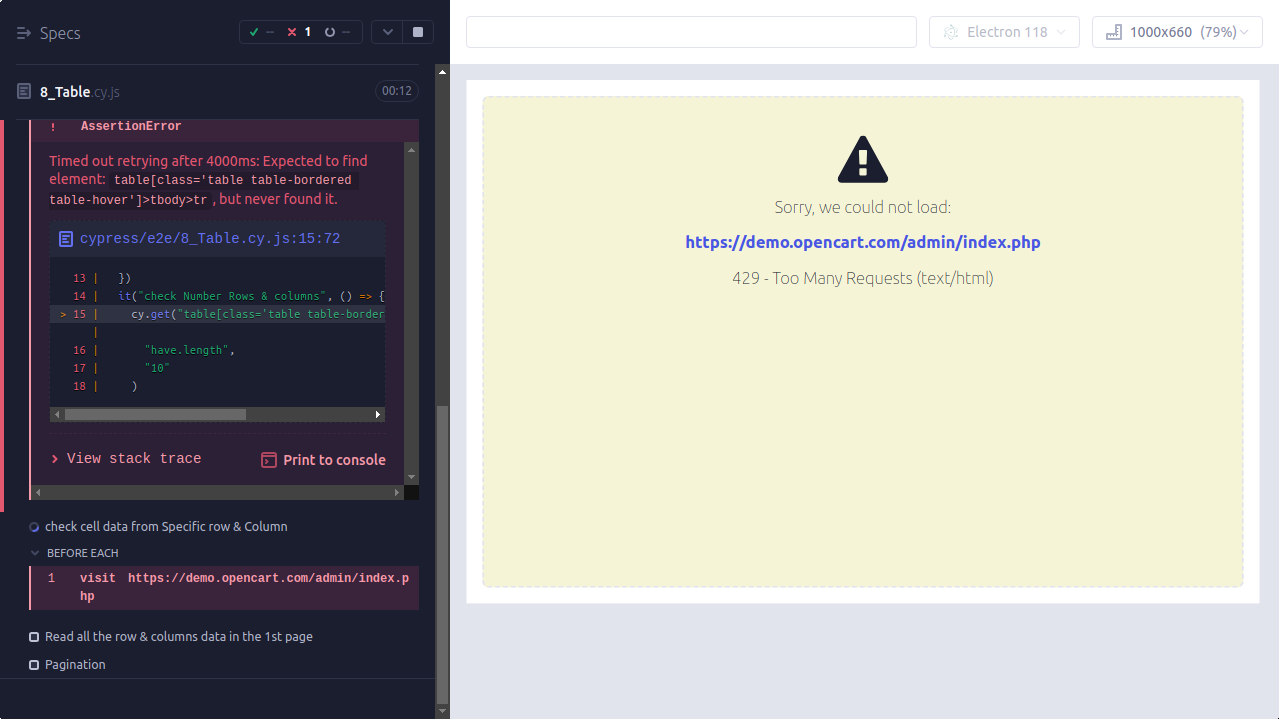 Specs
-- 1 --
8_Table.cy.js
00:12
! AssertionError
Timed out retrying after 4000ms: Expected to find
element: table[class='table table-bordered
table-hover']>tbody>tr , but never found it.
cypress/e2e/8_Table.cy.js:15:72
13 | })
14 | it("check Number Rows & columns", () => {
> 15 | cy.get("table[class='table table-border
|
16 | "have.length",
17 | "10"
18 | )
View stack trace
Print to console
check cell data from Specific row & Column
BEFORE EACH
1 visit https://demo.opencart.com/admin/index.p
hp
Read all the row & columns data in the 1st page
Pagination
Electron 118
1000x660 (79%)
Sorry, we could not load:
https://demo.opencart.com/admin/index.php
429 - Too Many Requests (text/html)